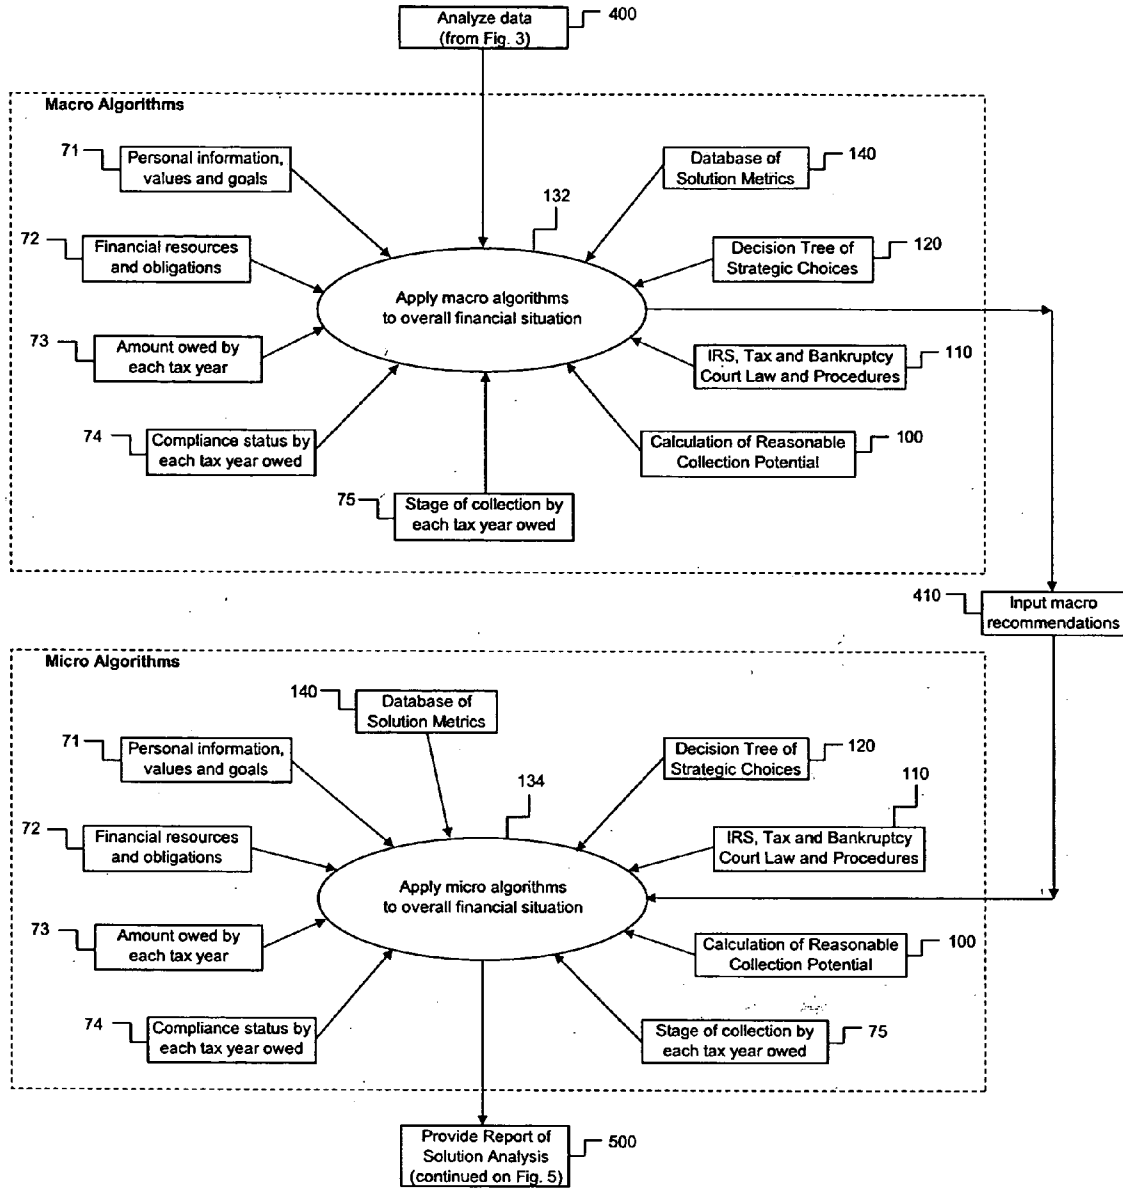 Analyze data
(from Fig. 3)
400
Macro Algorithms
71
Personal information,
values and goals
Database of
Solution Metrics
140
132
72
Financial resources
and obligations
Decision Tree of
Strategic Choices
120
Apply macro algorithms
to overall financial situation
73
Amount owed by
each tax year
IRS, Tax and Bankruptcy
Court Law and Procedures
110
74
Compliance status by
each tax year owed
Calculation of Reasonable
Collection Potential
100
75
Stage of collection by
each tax year owed
410
Input macro
recommendations
Micro Algorithms
140
Database of
Solution Metrics
71
Personal information,
values and goals
Decision Tree of
Strategic Choices
120
134
110
72
Financial resources
and obligations
IRS, Tax and Bankruptcy
Court Law and Procedures
Apply micro algorithms
to overall financial situation
73
Amount owed by
each tax year
Calculation of Reasonable
Collection Potential
100
74
Compliance status by
each tax year owed
Stage of collection by
each tax year owed
75
Provide Report of
Solution Analysis
(continued on Fig. 5)
500